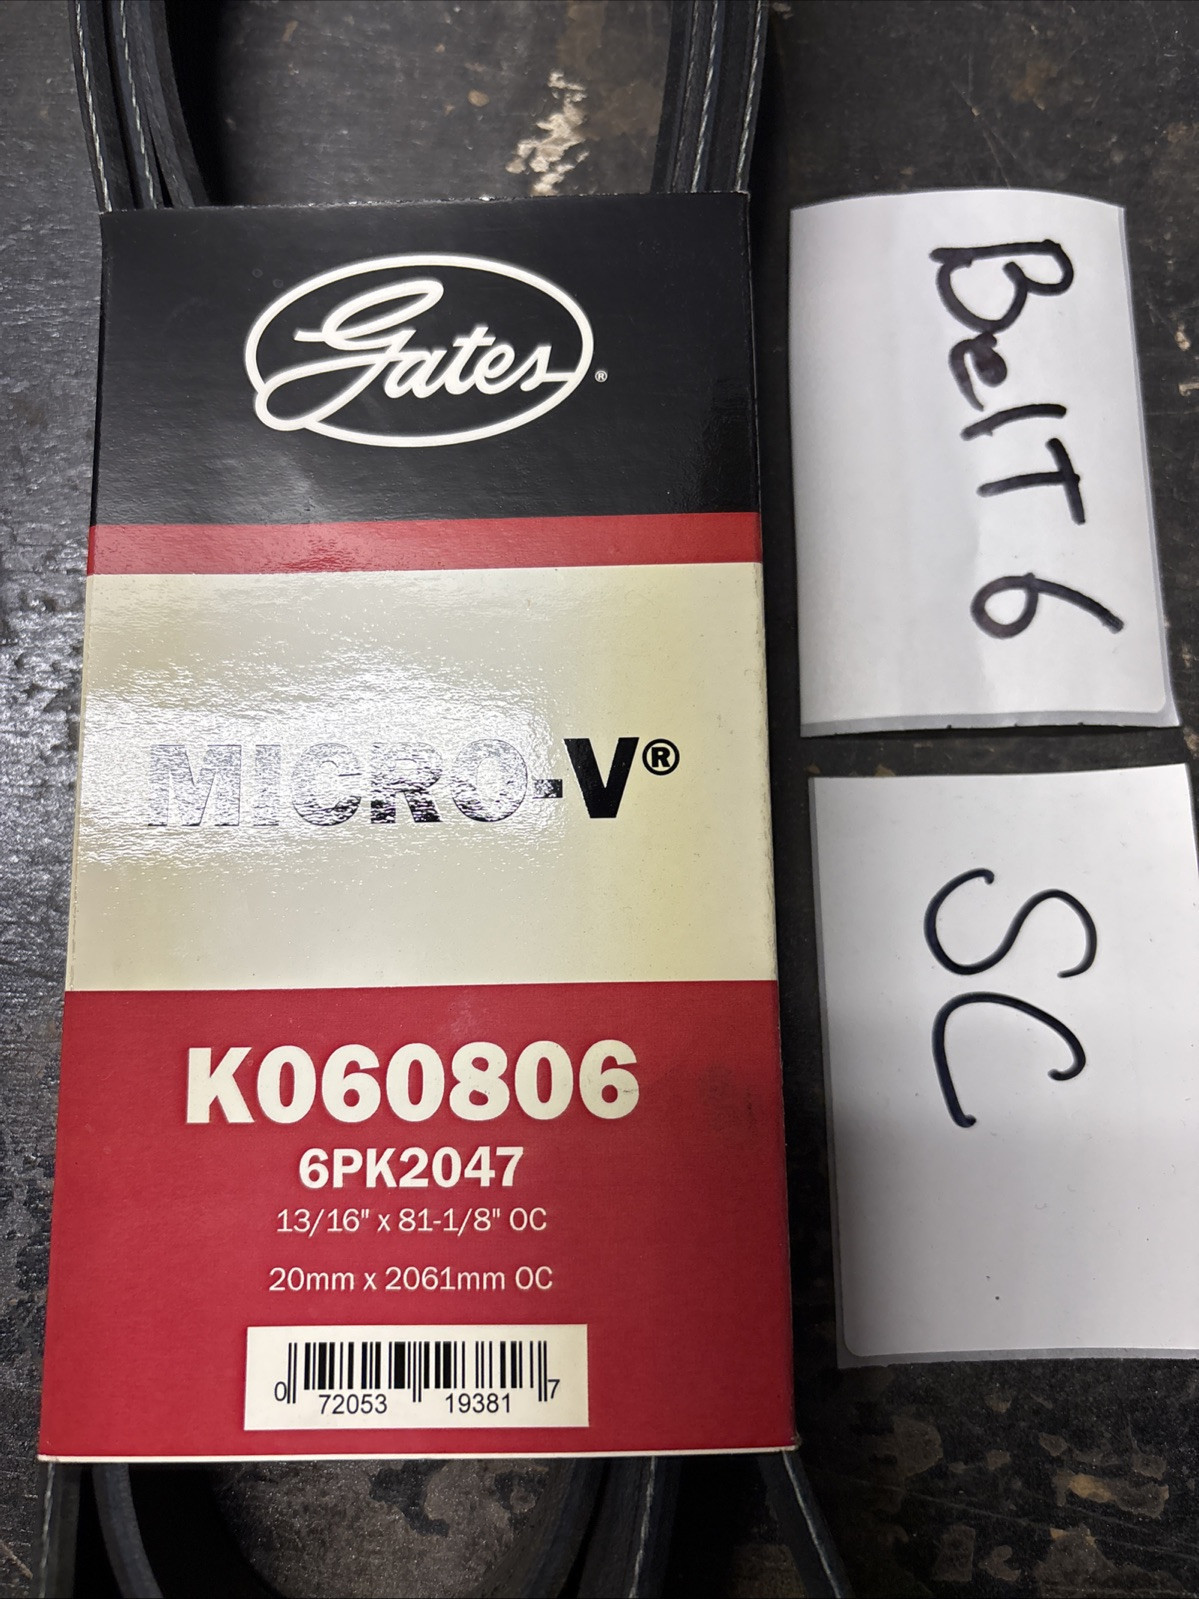 Gates®
MICRO-V®
K060806
6PK2047
13/16" x 81-1/8" OC
20mm x 2061mm OC
0 72053 19381 7
BelT 6
SC